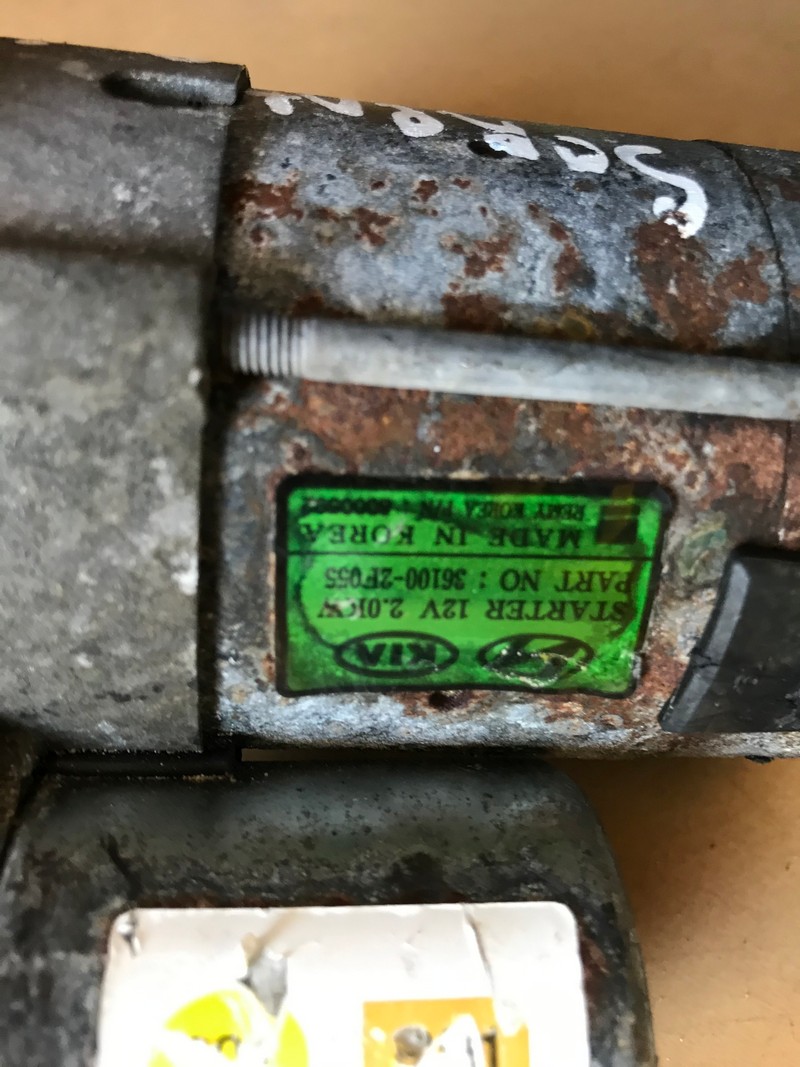 KIA
STARTER 12V 2.0KW
PART NO : 36100-2F055
MADE IN KOREA
REMY KOREA P/N :